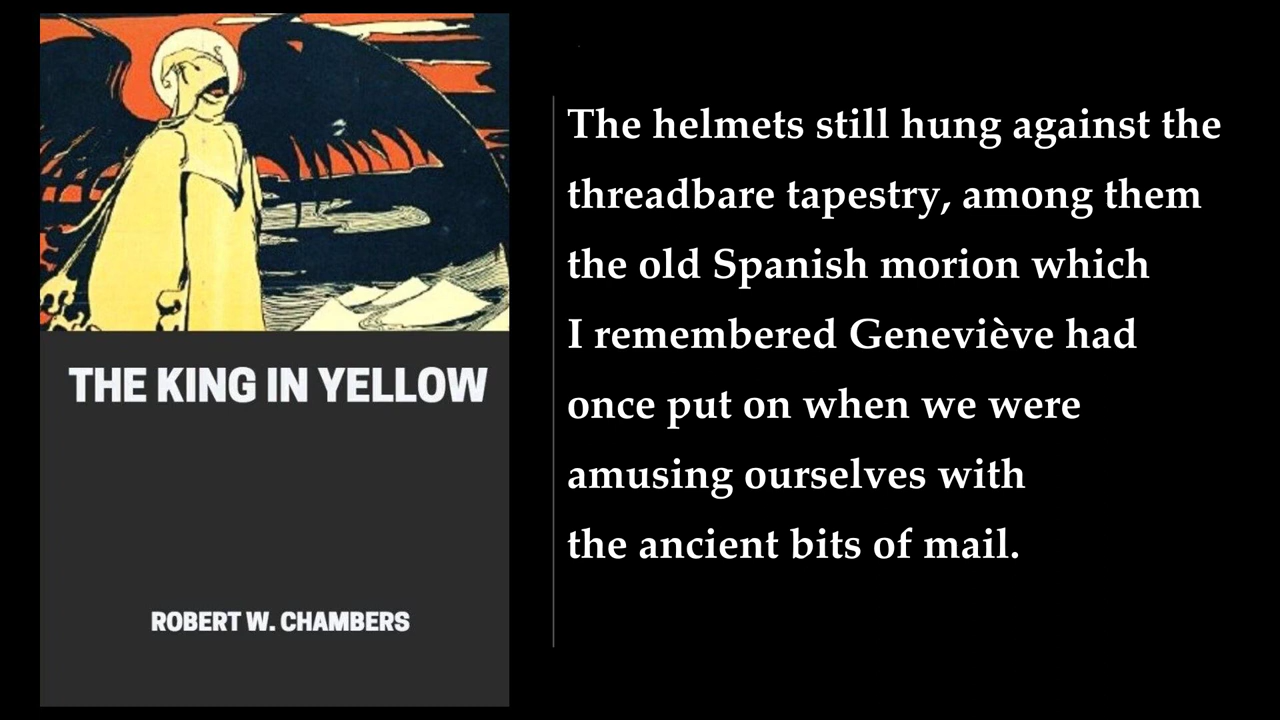 THE KING IN YELLOW
ROBERT W. CHAMBERS
The helmets still hung against the
threadbare tapestry, among them
the old Spanish morion which
I remembered Geneviève had
once put on when we were
amusing ourselves with
the ancient bits of mail.